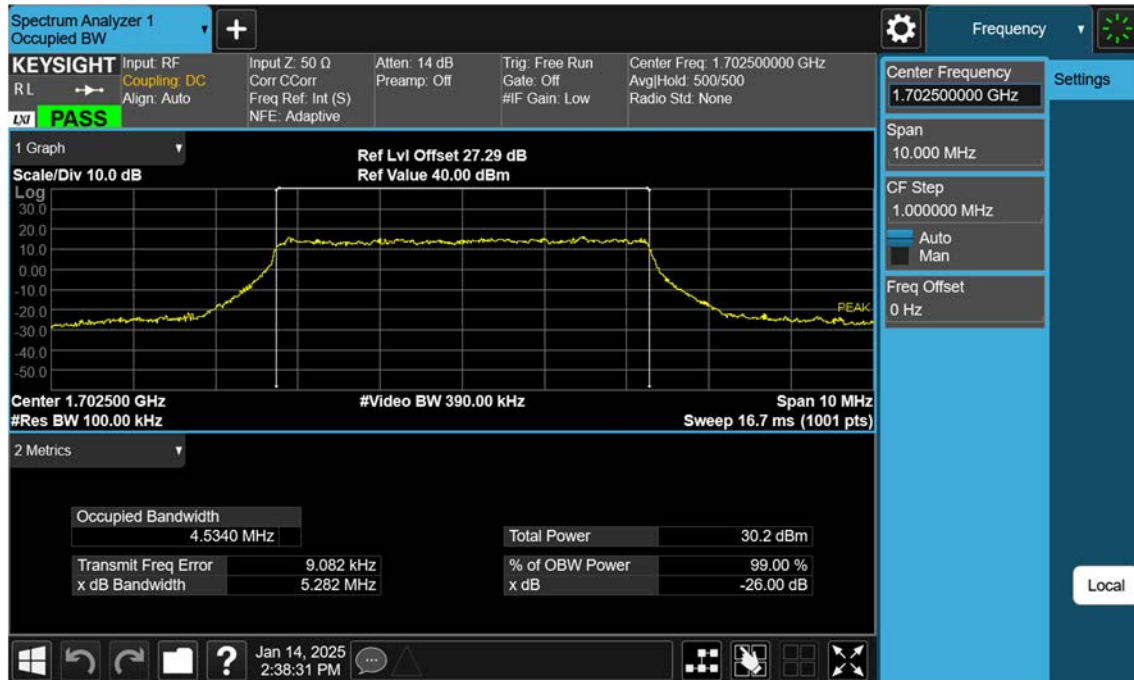 Spectrum Analyzer 1
Occupied BW
+
Frequency
KEYSIGHT
RL
LXI
PASS
Input: RF
Coupling: DC
Align: Auto
Input Z: 50 Ω
Corr CCorr
Freq Ref: Int (S)
NFE: Adaptive
Atten: 14 dB
Preamp: Off
Trig: Free Run
Gate: Off
#IF Gain: Low
Center Freq: 1.702500000 GHz
Avg|Hold: 500/500
Radio Std: None
1 Graph
Scale/Div 10.0 dB
Ref Lvl Offset 27.29 dB
Ref Value 40.00 dBm
Log
30.0
20.0
10.0
0.00
-10.0
-20.0
-30.0
-40.0
-50.0
PEAK
Center 1.702500 GHz
#Res BW 100.00 kHz
#Video BW 390.00 kHz
Span 10 MHz
Sweep 16.7 ms (1001 pts)
2 Metrics
Occupied Bandwidth
4.5340 MHz
Transmit Freq Error 9.082 kHz
x dB Bandwidth 5.282 MHz
Total Power 30.2 dBm
% of OBW Power 99.00 %
x dB -26.00 dB
Center Frequency
1.702500000 GHz
Span
10.000 MHz
CF Step
1.000000 MHz
Auto
Man
Freq Offset
0 Hz
Settings
Local
?
Jan 14, 2025
2:38:31 PM